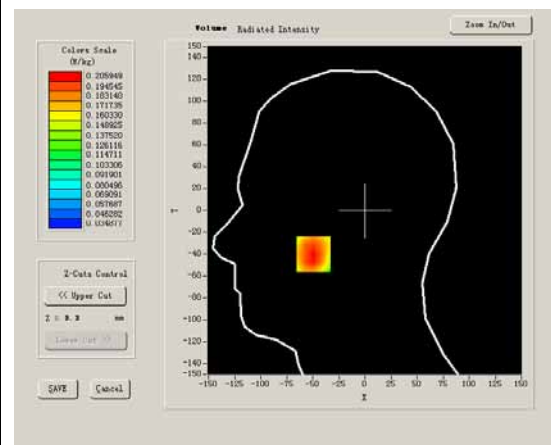 Volume Radiated Intensity
Zoom In/Out
Colors Scale
(W/kg)
0.205949
0.194545
0.183140
0.171735
0.160330
0.148925
0.137520
0.126116
0.114711
0.103306
0.091901
0.080496
0.069091
0.057687
0.046282
0.034877
Z-Cuts Control
<< Upper Cut
Z = mm
Lower Cut >>
SAVE
Cancel
150
140
120
100
80
60
40
20
0
-20
-40
-60
-80
-100
-120
-140
-150
Y
-150 -125 -100 -75 -50 -25 0 25 50 75 100 125 150
X